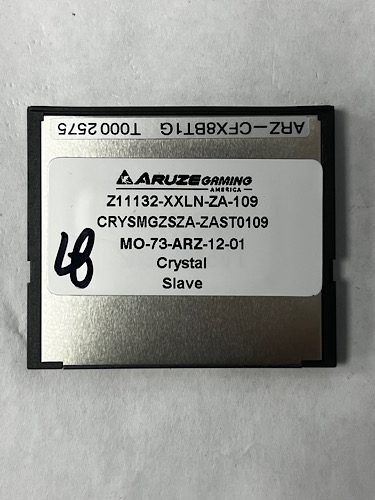 ARZ-CFX8BT1G T000 2575
ARUZE GAMING
AMERICA
Z11132-XXLN-ZA-109
CRYSMGZSZA-ZAST0109
MO-73-ARZ-12-01
Crystal
Slave